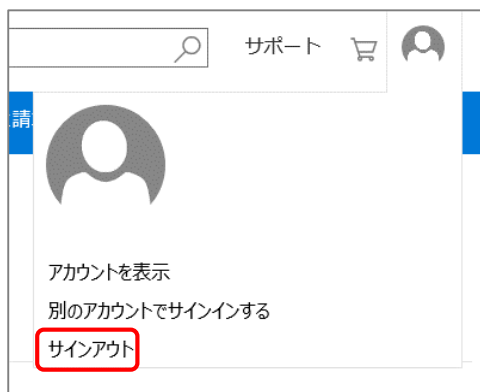 サポート
請
アカウントを表示
別のアカウントでサインインする
サインアウト